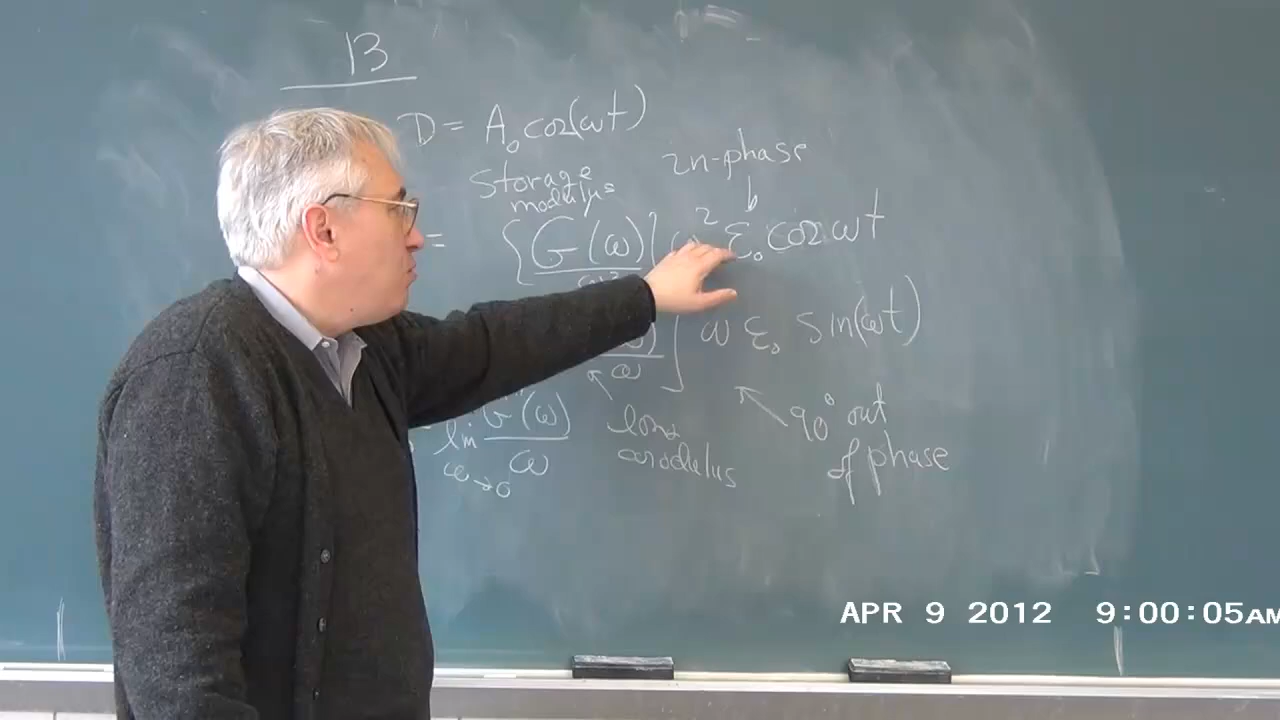 13
D = A₀ cos(ωt)
storage modulus
in-phase
= { G'(ω) / ω² } ω² ε₀ cos ωt
ω ] ω ε₀ sin(ωt)
lim ω→0 G"(ω) / ω
loss modulus
90° out of phase
APR 9 2012 9:00:05AM